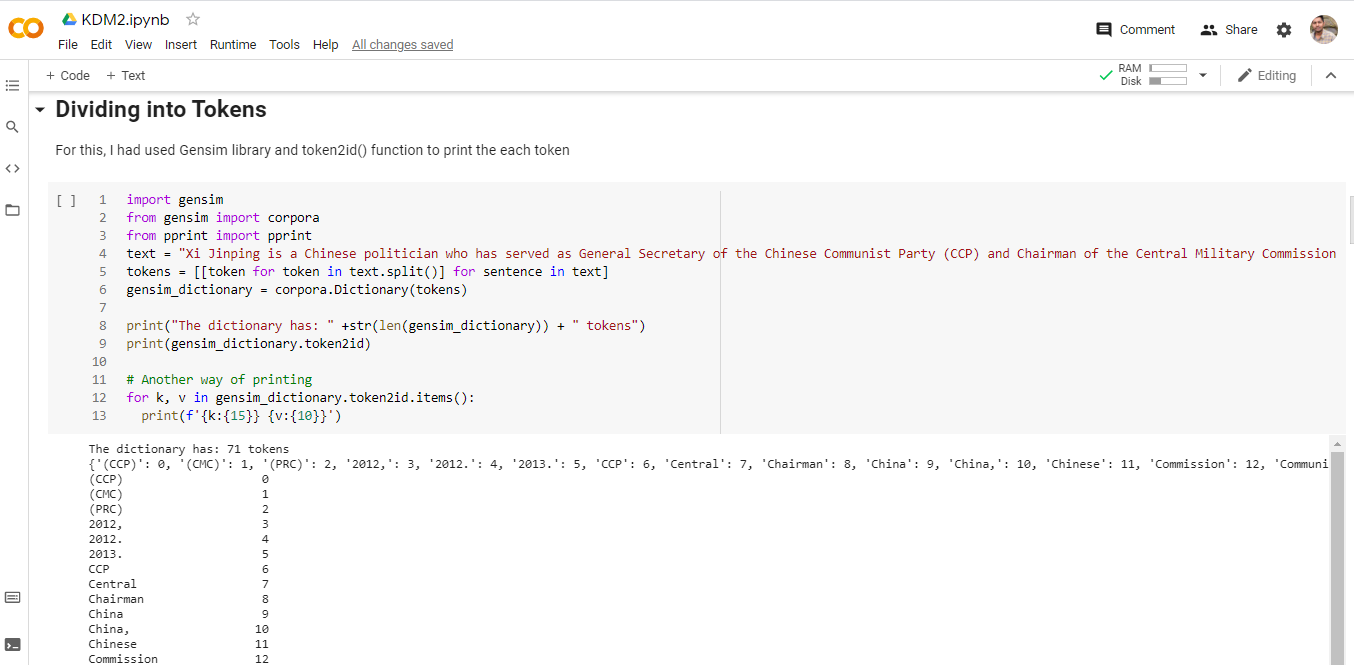 CO KDM2.ipynb
File Edit View Insert Runtime Tools Help All changes saved
Comment Share
+ Code + Text
RAM
Disk
Editing
Dividing into Tokens
For this, I had used Gensim library and token2id() function to print the each token
[ ] 1 import gensim
2 from gensim import corpora
3 from pprint import pprint
4 text = "Xi Jinping is a Chinese politician who has served as General Secretary of the Chinese Communist Party (CCP) and Chairman of the Central Military Commission
5 tokens = [[token for token in text.split()] for sentence in text]
6 gensim_dictionary = corpora.Dictionary(tokens)
7
8 print("The dictionary has: " +str(len(gensim_dictionary)) + " tokens")
9 print(gensim_dictionary.token2id)
10
11 # Another way of printing
12 for k, v in gensim_dictionary.token2id.items():
13 print(f'{k:{15}} {v:{10}}')
The dictionary has: 71 tokens
{'(CCP)': 0, '(CMC)': 1, '(PRC)': 2, '2012,': 3, '2012.': 4, '2013.': 5, 'CCP': 6, 'Central': 7, 'Chairman': 8, 'China': 9, 'China,': 10, 'Chinese': 11, 'Commission': 12, 'Communi
(CCP) 0
(CMC) 1
(PRC) 2
2012, 3
2012. 4
2013. 5
CCP 6
Central 7
Chairman 8
China 9
China, 10
Chinese 11
Commission 12